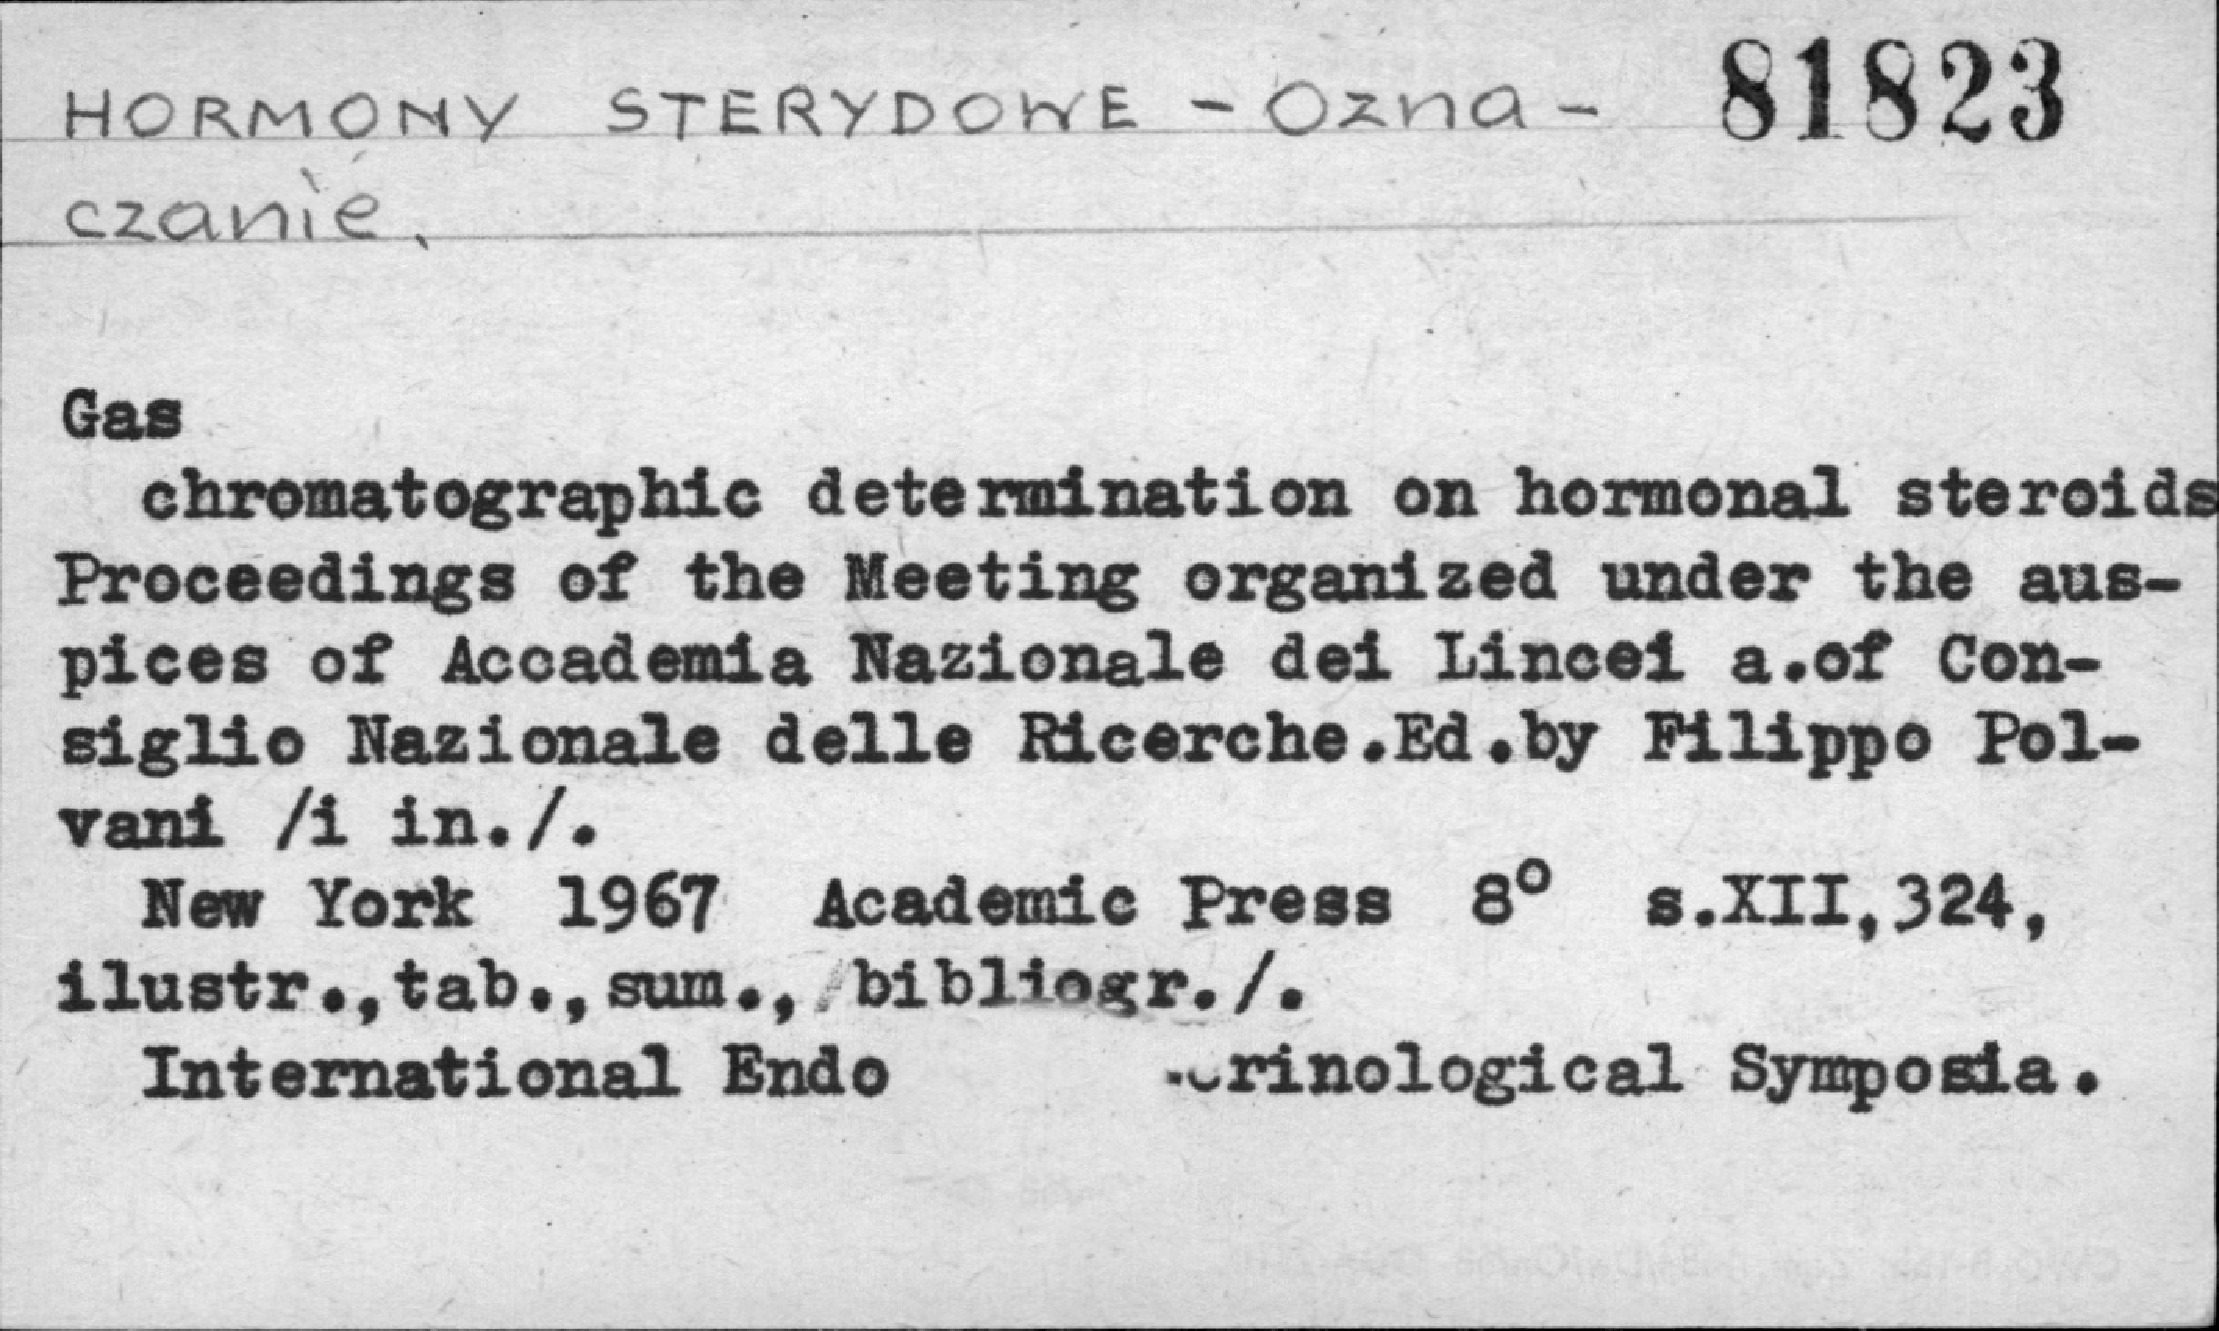 HORMONY STERYDOWE - Ozna- 81823
czanie.
Gas
chromatographic determination on hormonal steroids
Proceedings of the Meeting organized under the aus-
pices of Accademia Nazionale dei Lincei a.of Con-
siglio Nazionale delle Ricerche.Ed.by Filippo Pol-
vani /i in./.
New York 1967 Academic Press 8° s.XII,324,
ilustr.,tab.,sum.,/bibliogr./.
International Endo crinological Symposia.